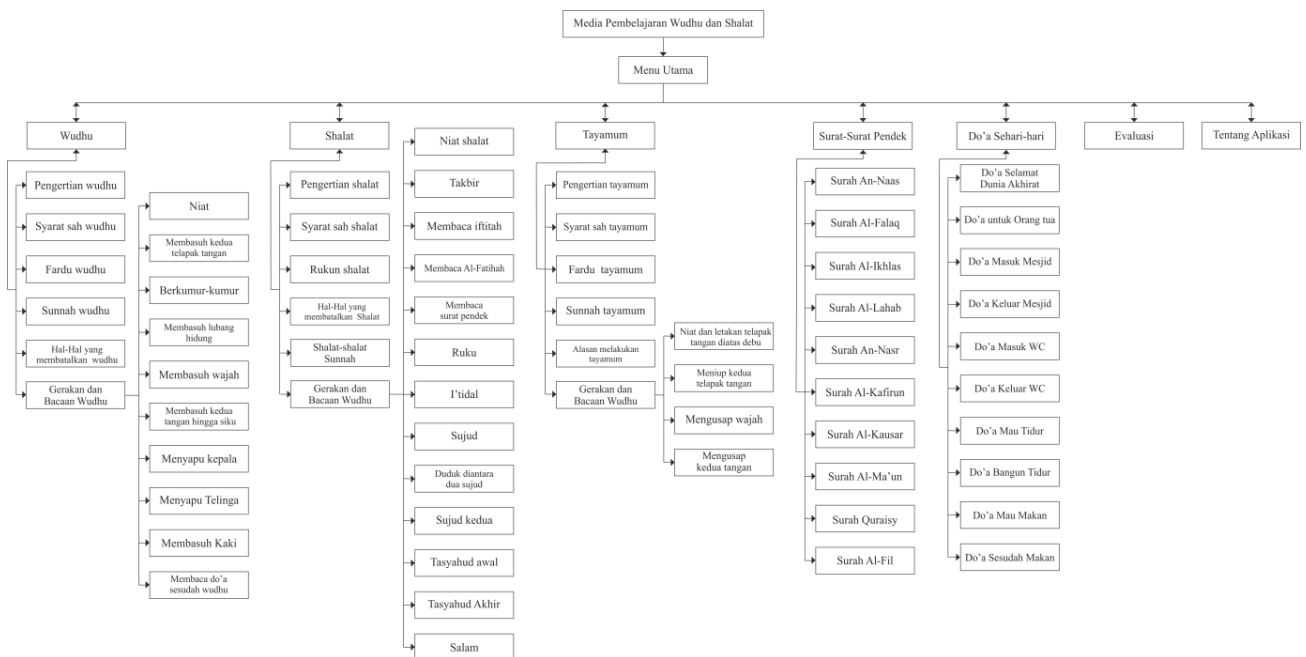 Media Pembelajaran Wudhu dan Shalat
Menu Utama
Wudhu
Pengertian wudhu
Syarat sah wudhu
Fardu wudhu
Sunnah wudhu
Hal-Hal yang
membatalkan wudhu
Gerakan dan
Bacaan Wudhu
Niat
Membasuh kedua
telapak tangan
Berkumur-kumur
Membasuh lubang
hidung
Membasuh wajah
Membasuh kedua
tangan hingga siku
Menyapu kepala
Menyapu Telinga
Membasuh Kaki
Membaca do'a
sesudah wudhu
Shalat
Pengertian shalat
Syarat sah shalat
Rukun shalat
Hal-Hal yang
membatalkan Shalat
Shalat-shalat
Sunnah
Gerakan dan
Bacaan Wudhu
Niat shalat
Takbir
Membaca iftitah
Membaca Al-Fatihah
Membaca
surat pendek
Ruku
I'tidal
Sujud
Duduk diantara
dua sujud
Sujud kedua
Tasyahud awal
Tasyahud Akhir
Salam
Tayamum
Pengertian tayamum
Syarat sah tayamum
Fardu tayamum
Sunnah tayamum
Alasan melakukan
tayamum
Gerakan dan
Bacaan Wudhu
Niat dan letakan telapak
tangan diatas debu
Meniup kedua
telapak tangan
Mengusap wajah
Mengusap
kedua tangan
Surat-Surat Pendek
Surah An-Naas
Surah Al-Falaq
Surah Al-Ikhlas
Surah Al-Lahab
Surah An-Nasr
Surah Al-Kafirun
Surah Al-Kausar
Surah Al-Ma'un
Surah Quraisy
Surah Al-Fil
Do'a Sehari-hari
Do'a Selamat
Dunia Akhirat
Do'a untuk Orang tua
Do'a Masuk Mesjid
Do'a Keluar Mesjid
Do'a Masuk WC
Do'a Keluar WC
Do'a Mau Tidur
Do'a Bangun Tidur
Do'a Mau Makan
Do'a Sesudah Makan
Evaluasi
Tentang Aplikasi